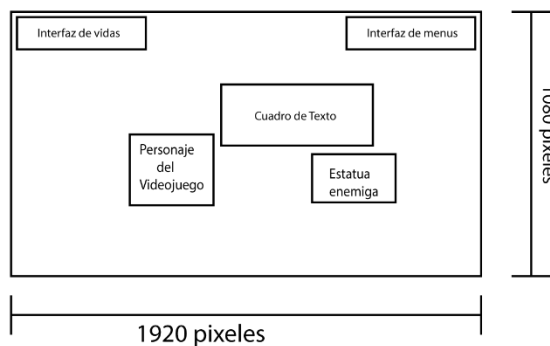 Interfaz de vidas
Interfaz de menus
Cuadro de Texto
Personaje
del
Videojuego
Estatua
enemiga
1080 pixeles
1920 pixeles